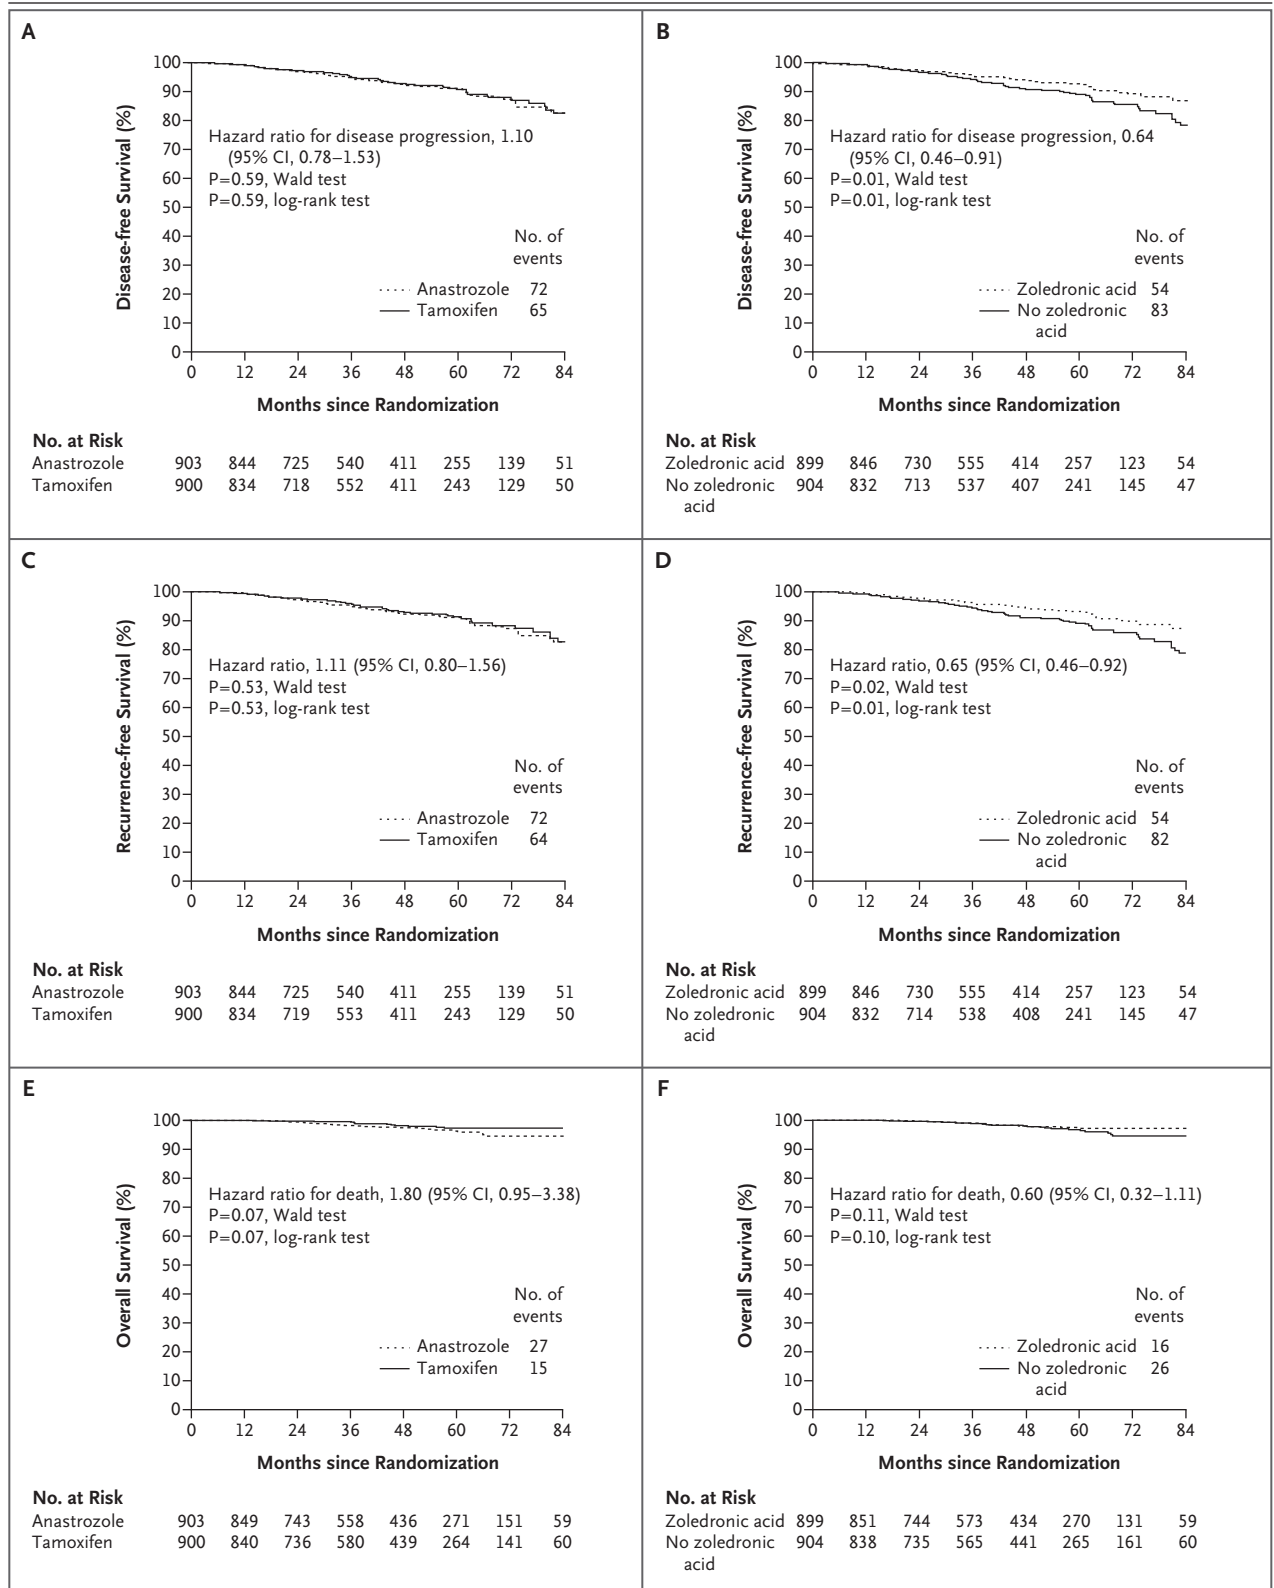 A
Disease-free Survival (%)
100
90
80
70
60
50
40
30
20
10
0
Hazard ratio for disease progression, 1.10
(95% CI, 0.78–1.53)
P=0.59, Wald test
P=0.59, log-rank test
No. of
events
Anastrozole 72
Tamoxifen 65
0 12 24 36 48 60 72 84
Months since Randomization
No. at Risk
Anastrozole 903 844 725 540 411 255 139 51
Tamoxifen 900 834 718 552 411 243 129 50
B
Disease-free Survival (%)
100
90
80
70
60
50
40
30
20
10
0
Hazard ratio for disease progression, 0.64
(95% CI, 0.46–0.91)
P=0.01, Wald test
P=0.01, log-rank test
No. of
events
Zoledronic acid 54
No zoledronic 83
acid
0 12 24 36 48 60 72 84
Months since Randomization
No. at Risk
Zoledronic acid 899 846 730 555 414 257 123 54
No zoledronic 904 832 713 537 407 241 145 47
acid
C
Recurrence-free Survival (%)
100
90
80
70
60
50
40
30
20
10
0
Hazard ratio, 1.11 (95% CI, 0.80–1.56)
P=0.53, Wald test
P=0.53, log-rank test
No. of
events
Anastrozole 72
Tamoxifen 64
0 12 24 36 48 60 72 84
Months since Randomization
No. at Risk
Anastrozole 903 844 725 540 411 255 139 51
Tamoxifen 900 834 719 553 411 243 129 50
D
Recurrence-free Survival (%)
100
90
80
70
60
50
40
30
20
10
0
Hazard ratio, 0.65 (95% CI, 0.46–0.92)
P=0.02, Wald test
P=0.01, log-rank test
No. of
events
Zoledronic acid 54
No zoledronic 82
acid
0 12 24 36 48 60 72 84
Months since Randomization
No. at Risk
Zoledronic acid 899 846 730 555 414 257 123 54
No zoledronic 904 832 714 538 408 241 145 47
acid
E
Overall Survival (%)
100
90
80
70
60
50
40
30
20
10
0
Hazard ratio for death, 1.80 (95% CI, 0.95–3.38)
P=0.07, Wald test
P=0.07, log-rank test
No. of
events
Anastrozole 27
Tamoxifen 15
0 12 24 36 48 60 72 84
Months since Randomization
No. at Risk
Anastrozole 903 849 743 558 436 271 151 59
Tamoxifen 900 840 736 580 439 264 141 60
F
Overall Survival (%)
100
90
80
70
60
50
40
30
20
10
0
Hazard ratio for death, 0.60 (95% CI, 0.32–1.11)
P=0.11, Wald test
P=0.10, log-rank test
No. of
events
Zoledronic acid 16
No zoledronic 26
acid
0 12 24 36 48 60 72 84
Months since Randomization
No. at Risk
Zoledronic acid 899 851 744 573 434 270 131 59
No zoledronic 904 838 735 565 441 265 161 60
acid